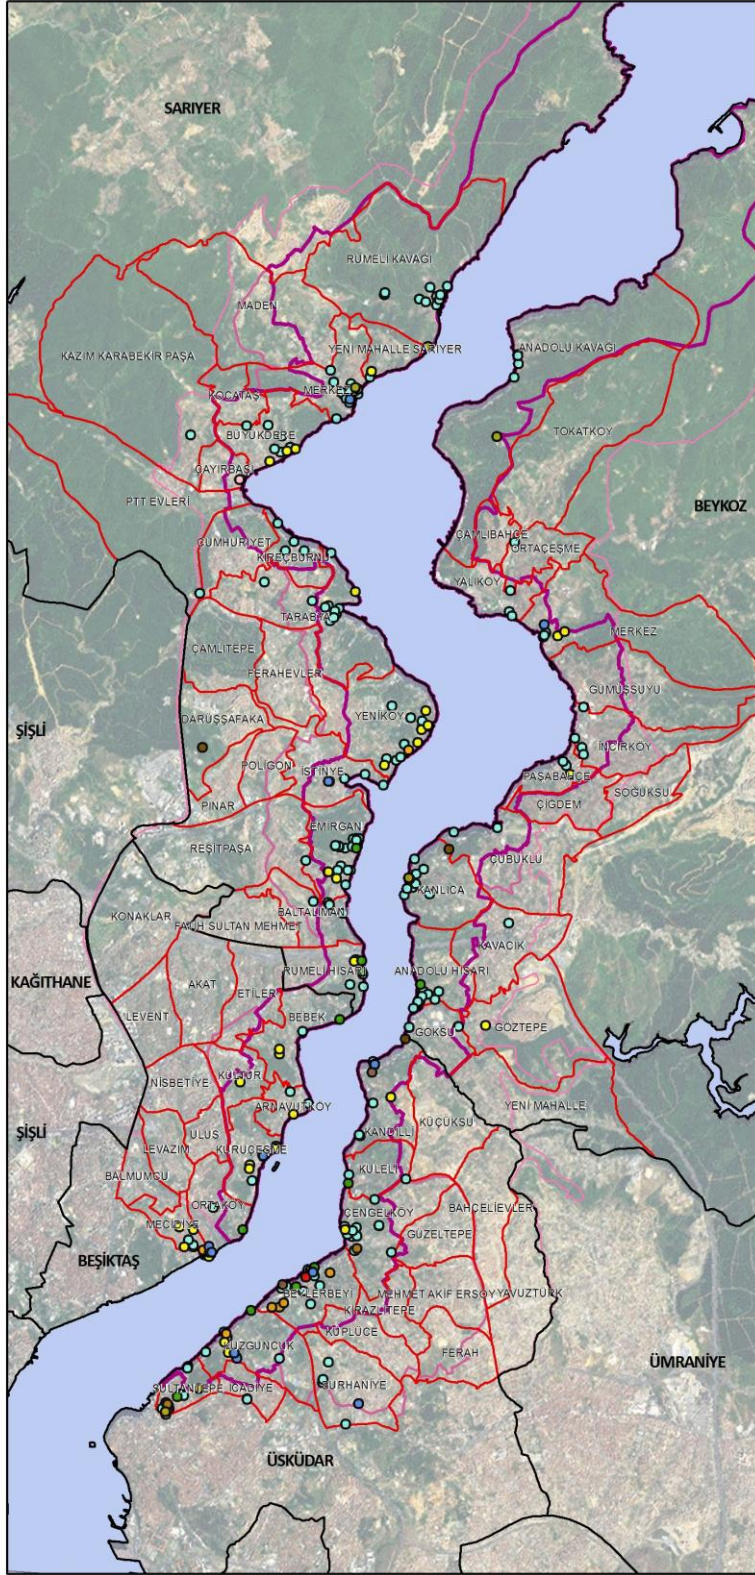 SARIYER
RUMELİ KAVAĞI
MADEN
YENİ MAHALLE SARIYER
ANADOLU KAVAĞI
KAZIM KARABEKİR PAŞA
MERKEZ
KOCATAŞ
TOKATKÖY
BÜYÜKDERE
ÇAYIRBAŞI
PTT EVLERİ
BEYKOZ
ÇAMLIBAHÇE
CUMHURİYET
ORTAÇEŞME
KİREÇBURNU
YALIKÖY
TARABYA
MERKEZ
ÇAMLITEPE
FERAHEVLER
GÜMÜŞSUYU
DARÜŞŞAFAKA
YENİKÖY
ŞİŞLİ
İNCİRKÖY
POLİGON
İSTİNYE
PAŞABAHÇE
SOĞUKSU
PINAR
ÇİĞDEM
EMİRGAN
REŞİTPAŞA
ÇUBUKLU
KANLICA
BALTALİMANI
KONAKLAR
FATİH SULTAN MEHMET
KAVACIK
RUMELİ HİSARI
ANADOLU HİSARI
KAĞITHANE
AKAT
ETİLER
LEVENT
BEBEK
GÖKSU
GÖZTEPE
NİSBETİYE
KÜLTÜR
ARNAVUTKÖY
YENİ MAHALLE
KÜÇÜKSU
ŞİŞLİ
ULUS
KANDİLLİ
LEVAZIM
KURUÇEŞME
BALMUMCU
KULELİ
ORTAKÖY
BAHÇELİEVLER
ÇENGELKÖY
MECİDİYE
GÜZELTEPE
BEŞİKTAŞ
BEYLERBEYİ
MEHMET AKİF ERSOY
YAVUZTÜRK
KİRAZLITEPE
KÜPLÜCE
KUZGUNCUK
FERAH
ÜMRANİYE
SULTANTEPE
İCADİYE
BURHANİYE
ÜSKÜDAR